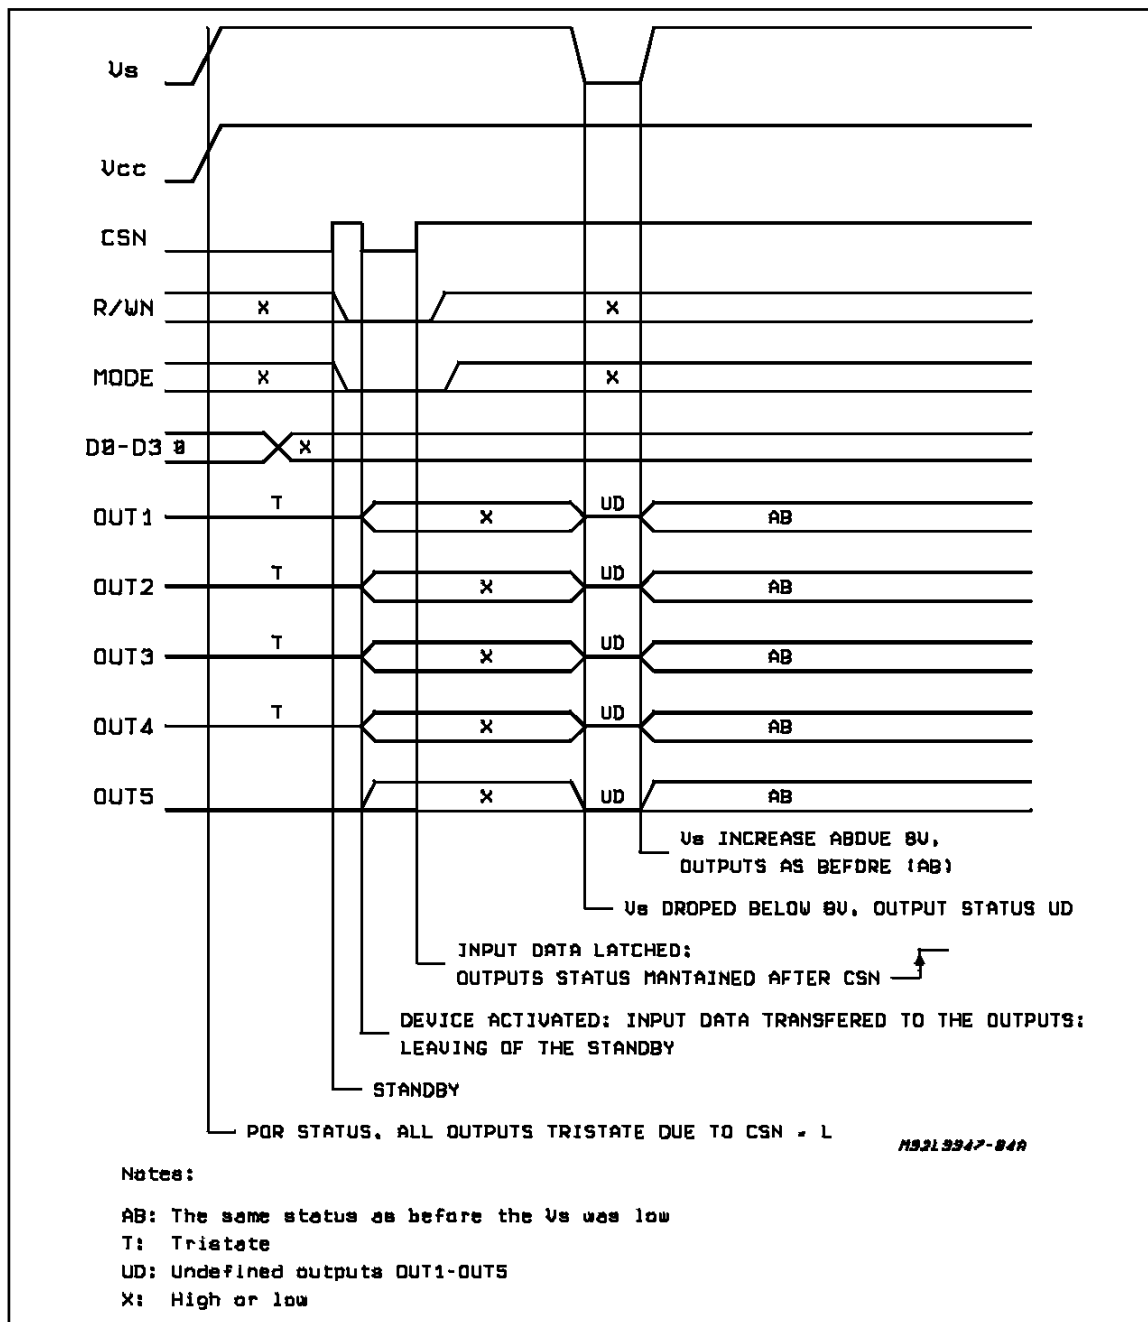 Vs
Vcc
CSN
R/WN X X
MODE X X
D0-D3 0 X
OUT1 T X UD AB
OUT2 T X UD AB
OUT3 T X UD AB
OUT4 T X UD AB
OUT5 X UD AB
Vs INCREASE ABOVE 8V,
OUTPUTS AS BEFORE (AB)
Vs DROPED BELOW 8V, OUTPUT STATUS UD
INPUT DATA LATCHED;
OUTPUTS STATUS MANTAINED AFTER CSN
DEVICE ACTIVATED: INPUT DATA TRANSFERED TO THE OUTPUTS;
LEAVING OF THE STANDBY
STANDBY
POR STATUS. ALL OUTPUTS TRISTATE DUE TO CSN = L
M92L9947-04A
Notes:
AB: The same status as before the Vs was low
T: Tristate
UD: Undefined outputs OUT1-OUT5
X: High or low